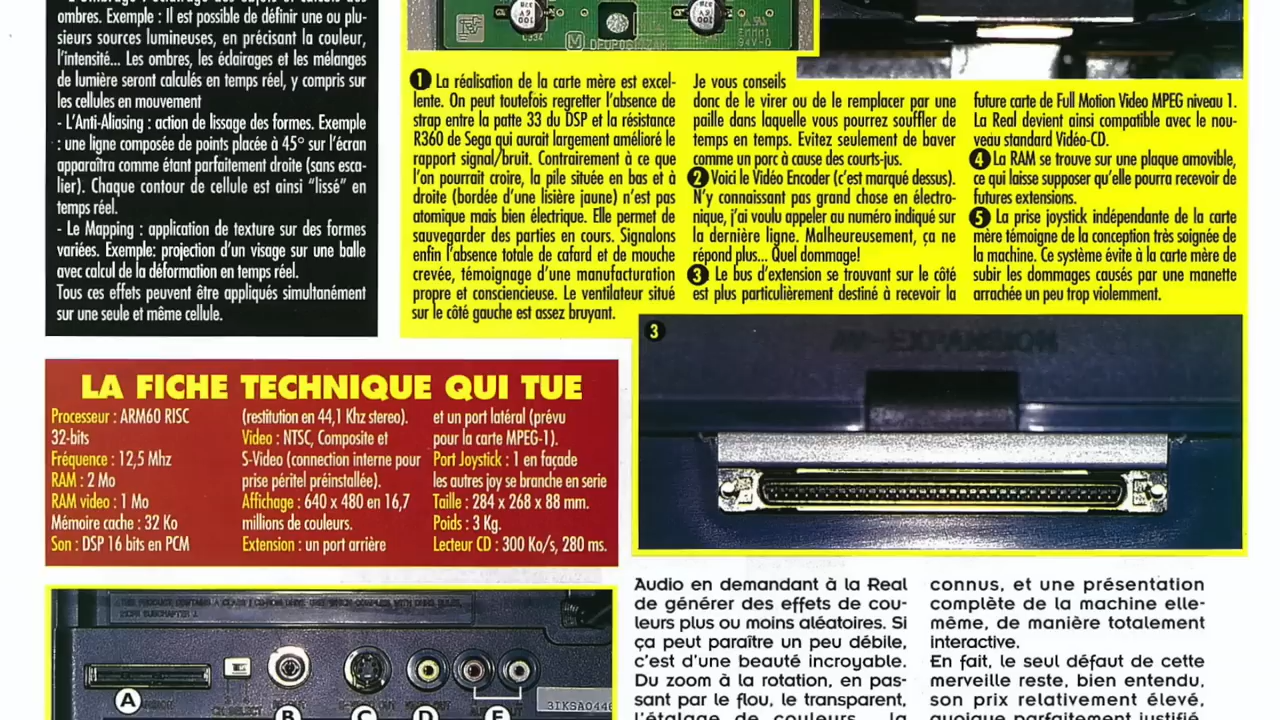 ombres. Exemple : Il est possible de définir une ou plu-
sieurs sources lumineuses, en précisant la couleur,
l'intensité... Les ombres, les éclairages et les mélanges
de lumière seront calculés en temps réel, y compris sur
les cellules en mouvement
- L'Anti-Aliasing : action de lissage des formes. Exemple
: une ligne composée de points placée à 45° sur l'écran
apparaîtra comme étant parfaitement droite (sans esca-
lier). Chaque contour de cellule est ainsi "lissé" en
temps réel.
- Le Mapping : application de texture sur des formes
variées. Exemple: projection d'un visage sur une balle
avec calcul de la déformation en temps réel.
Tous ces effets peuvent être appliqués simultanément
sur une seule et même cellule.
94V-0
1 La réalisation de la carte mère est excel-
lente. On peut toutefois regretter l'absence de
strap entre la patte 33 du DSP et la résistance
R360 de Sega qui aurait largement amélioré le
rapport signal/bruit. Contrairement à ce que
l'on pourrait croire, la pile située en bas et à
droite (bordée d'une lisière jaune) n'est pas
atomique mais bien électrique. Elle permet de
sauvegarder des parties en cours. Signalons
enfin l'absence totale de cafard et de mouche
crevée, témoignage d'une manufacturation
propre et consciencieuse. Le ventilateur situé
sur le côté gauche est assez bruyant.
Je vous conseils
donc de le virer ou de le remplacer par une
paille dans laquelle vous pourrez souffler de
temps en temps. Evitez seulement de baver
comme un porc à cause des courts-jus.
2 Voici le Vidéo Encoder (c'est marqué dessus).
N'y connaissant pas grand chose en électro-
nique, j'ai voulu appeler au numéro indiqué sur
la dernière ligne. Malheureusement, ça ne
répond plus... Quel dommage!
3 Le bus d'extension se trouvant sur le côté
est plus particulièrement destiné à recevoir la
future carte de Full Motion Video MPEG niveau 1.
La Real devient ainsi compatible avec le nou-
veau standard Vidéo-CD.
4 La RAM se trouve sur une plaque amovible,
ce qui laisse supposer qu'elle pourra recevoir de
futures extensions.
5 La prise joystick indépendante de la carte
mère témoigne de la conception très soignée de
la machine. Ce système évite à la carte mère de
subir les dommages causés par une manette
arrachée un peu trop violemment.
3
LA FICHE TECHNIQUE QUI TUE
Processeur : ARM60 RISC
32-bits
Fréquence : 12,5 Mhz
RAM : 2 Mo
RAM video : 1 Mo
Mémoire cache : 32 Ko
Son : DSP 16 bits en PCM
(restitution en 44,1 Khz stereo).
Video : NTSC, Composite et
S-Video (connection interne pour
prise péritel préinstallée).
Affichage : 640 x 480 en 16,7
millions de couleurs.
Extension : un port arrière
et un port latéral (prévu
pour la carte MPEG-1).
Port Joystick : 1 en façade
les autres joy se branche en serie
Taille : 284 x 268 x 88 mm.
Poids : 3 Kg.
Lecteur CD : 300 Ko/s, 280 ms.
A
B
C
D
E
3IKSA0446
Audio en demandant à la Real
de générer des effets de cou-
leurs plus ou moins aléatoires. Si
ça peut paraître un peu débile,
c'est d'une beauté incroyable.
Du zoom à la rotation, en pas-
sant par le flou, le transparent,
l'étalage de couleurs... la
connus, et une présentation
complète de la machine elle-
même, de manière totalement
interactive.
En fait, le seul défaut de cette
merveille reste, bien entendu,
son prix relativement élevé,
quoique parfaitement justifié.